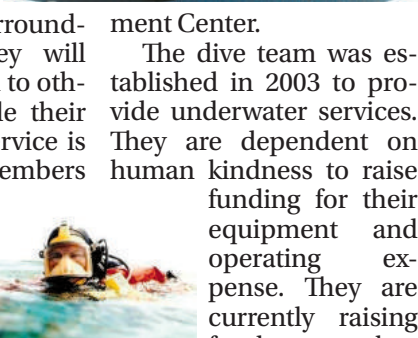 rround-
ey will
to oth-
le their
rvice is
embers
ment Center.
The dive team was es-
tablished in 2003 to pro-
vide underwater services.
They are dependent on
human kindness to raise
funding for their
equipment and
operating ex-
pense. They are
currently raising